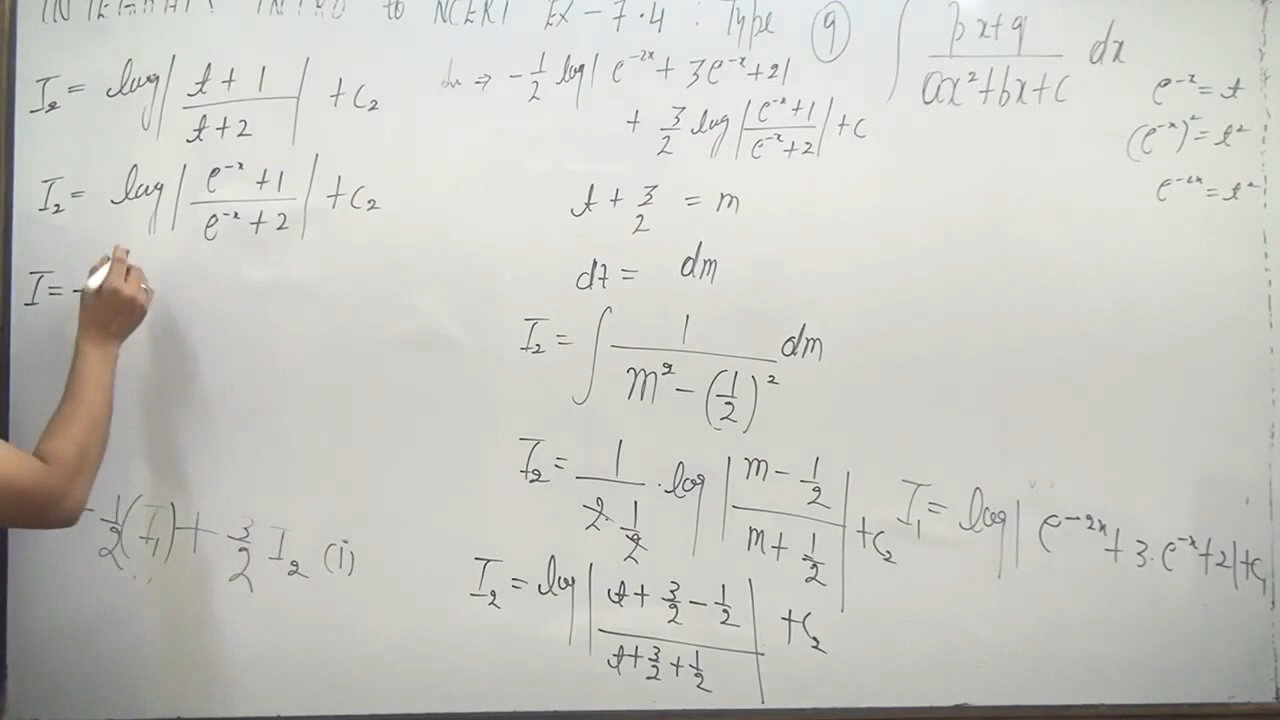 INTEGRAL: INTRO to NCERT EX-7.4: Type 9 ∫ px+q / ax²+bx+c dx
I₂ = log| t+1 / t+2 | + c₂
I₂ = log| e⁻ˣ+1 / e⁻ˣ+2 | + c₂
I = -
-1/2(I₁) + 3/2 I₂ (i)
⇒ -1/2 log| e⁻²ˣ + 3e⁻ˣ+2|
+ 3/2 log| e⁻ˣ+1 / e⁻ˣ+2 | + c
t + 3/2 = m
dt = dm
I₂ = ∫ 1 / m² - (1/2)² dm
I₂ = 1 / 2·1/2 · log| m - 1/2 / m + 1/2 | + c₂
I₂ = log| t + 3/2 - 1/2 / t + 3/2 + 1/2 | + c₂
e⁻ˣ = t
(e⁻ˣ)² = t²
e⁻²ˣ = t²
I₁ = log| e⁻²ˣ + 3.e⁻ˣ+2|+c₁